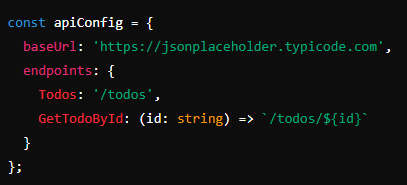 const apiConfig = {
  baseUrl: 'https://jsonplaceholder.typicode.com',
  endpoints: {
    Todos: '/todos',
    GetTodoById: (id: string) => `/todos/${id}`
  }
};